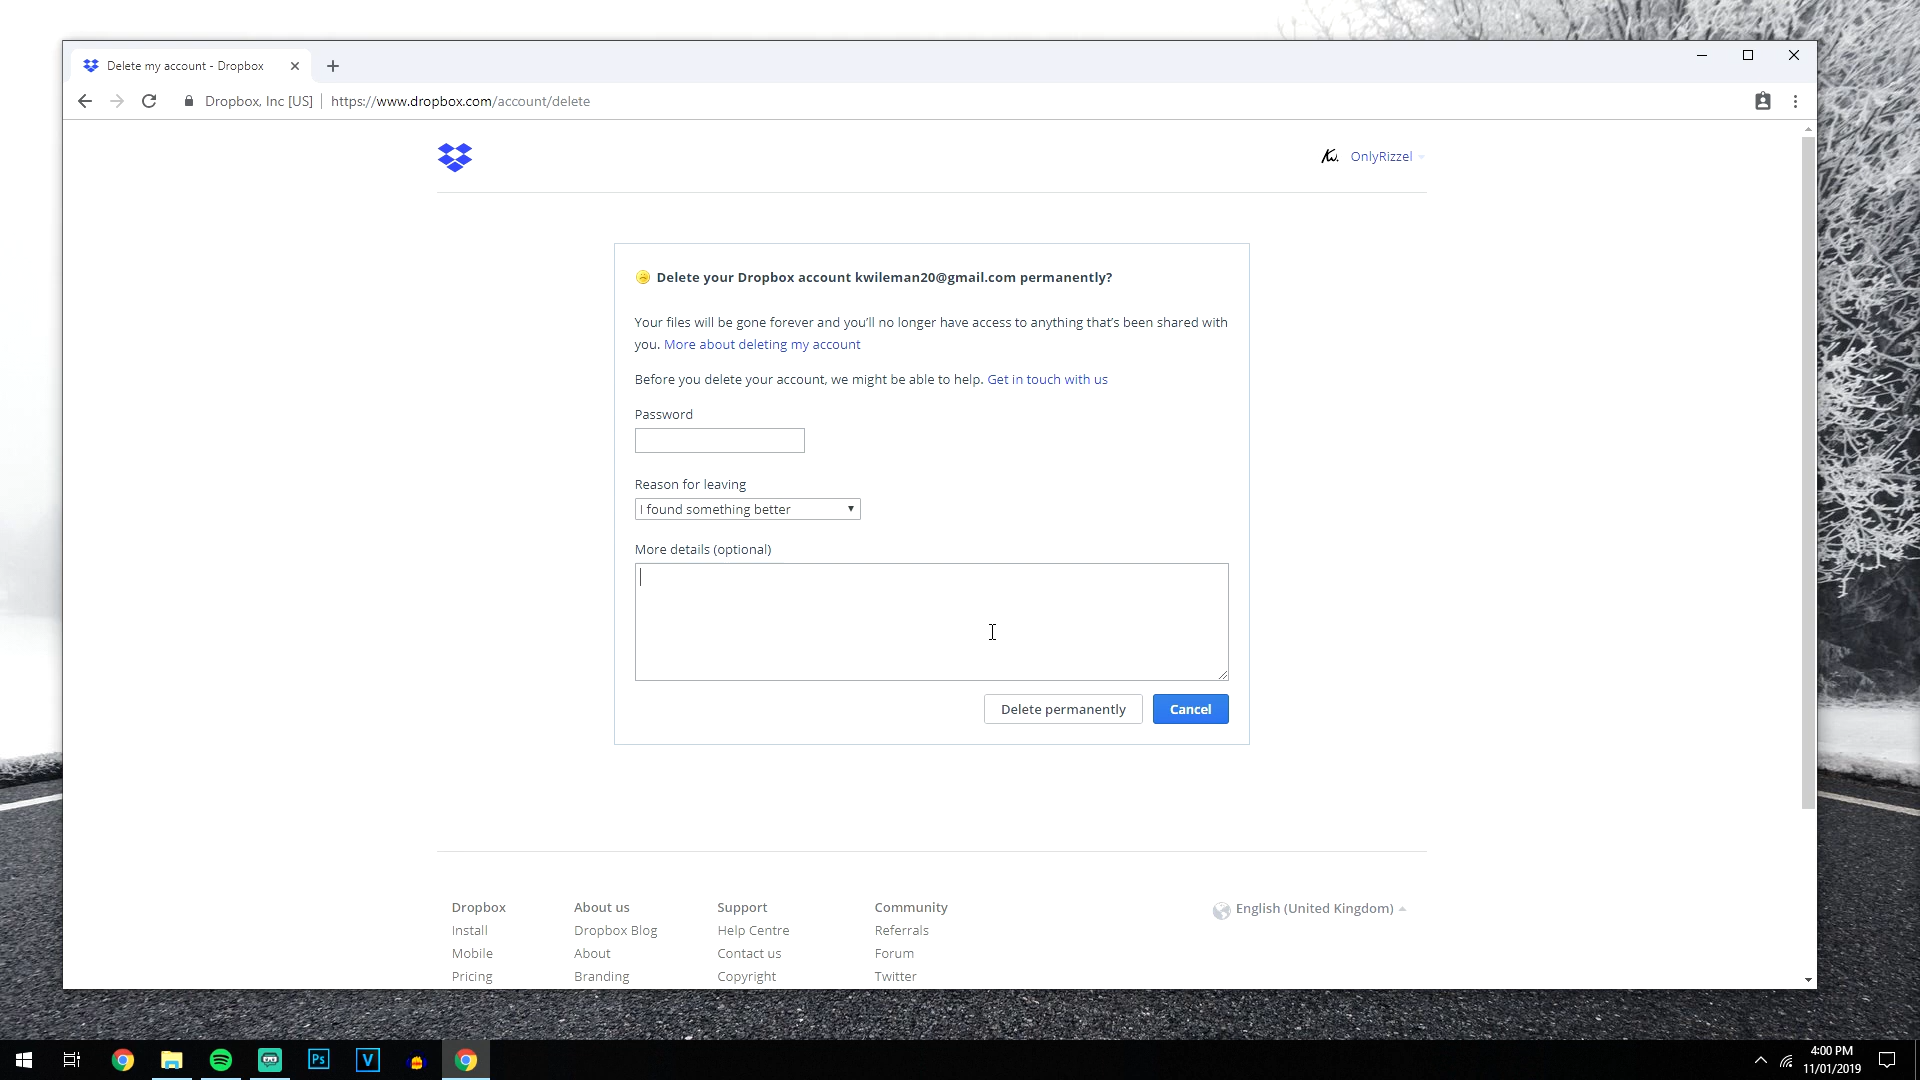 Delete my account - Dropbox
Dropbox, Inc [US] | https://www.dropbox.com/account/delete
Kw. OnlyRizzel
Delete your Dropbox account kwileman20@gmail.com permanently?
Your files will be gone forever and you'll no longer have access to anything that's been shared with
you. More about deleting my account
Before you delete your account, we might be able to help. Get in touch with us
Password
Reason for leaving
I found something better
More details (optional)
Delete permanently Cancel
Dropbox About us Support Community English (United Kingdom)
Install Dropbox Blog Help Centre Referrals
Mobile About Contact us Forum
Pricing Branding Copyright Twitter
Ps V
4:00 PM
11/01/2019